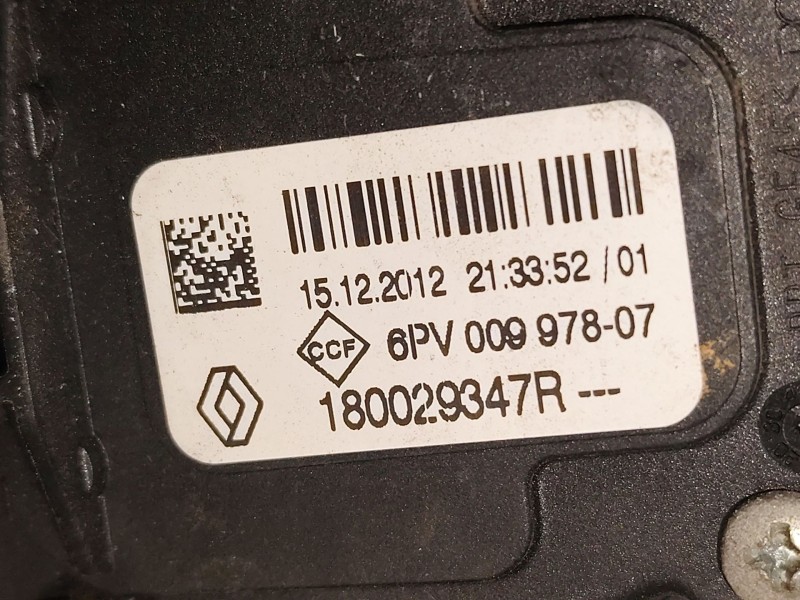 15.12.2012 21:33:52 /01
CCF 6PV 009 978-07
180029347R ---